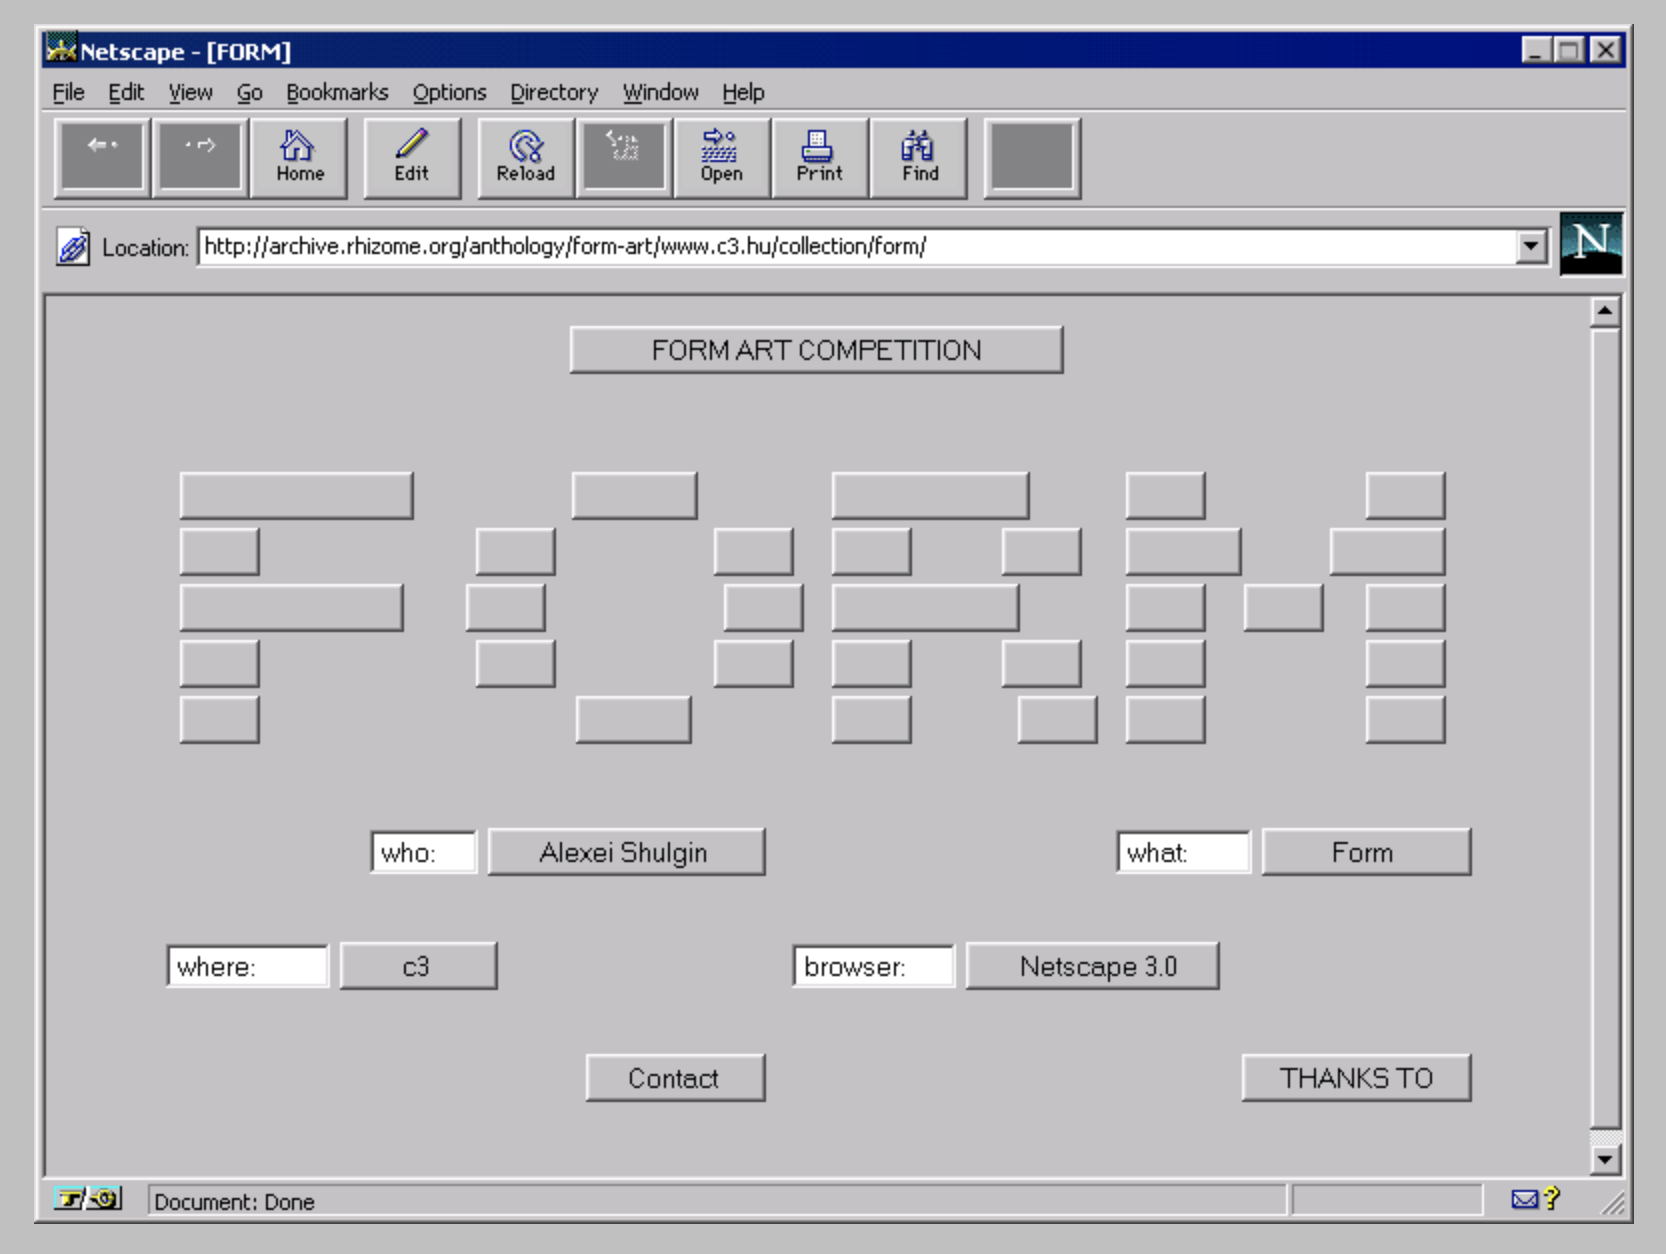 Netscape - [FORM]
File Edit View Go Bookmarks Options Directory Window Help
Home Edit Reload Open Print Find
Location: http://archive.rhizome.org/anthology/form-art/www.c3.hu/collection/form/
N
FORM ART COMPETITION
FORM
who: Alexei Shulgin what: Form
where: c3 browser: Netscape 3.0
Contact THANKS TO
Document: Done